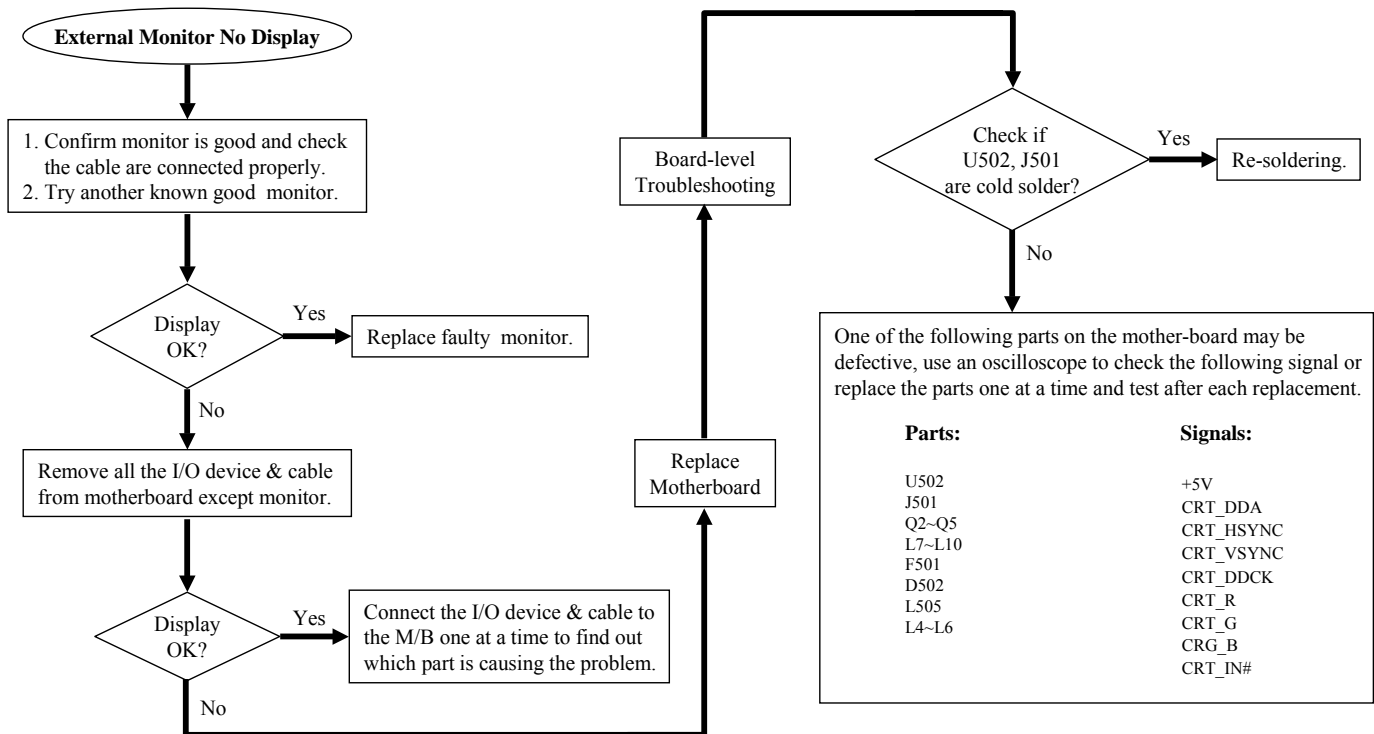 External Monitor No Display
1. Confirm monitor is good and check
the cable are connected properly.
2. Try another known good monitor.
Display
OK?
Yes
Replace faulty monitor.
No
Remove all the I/O device & cable
from motherboard except monitor.
Display
OK?
Yes
Connect the I/O device & cable to
the M/B one at a time to find out
which part is causing the problem.
No
Replace
Motherboard
Board-level
Troubleshooting
Check if
U502, J501
are cold solder?
Yes
Re-soldering.
No
One of the following parts on the mother-board may be
defective, use an oscilloscope to check the following signal or
replace the parts one at a time and test after each replacement.
Parts:
U502
J501
Q2~Q5
L7~L10
F501
D502
L505
L4~L6
Signals:
+5V
CRT_DDA
CRT_HSYNC
CRT_VSYNC
CRT_DDCK
CRT_R
CRT_G
CRG_B
CRT_IN#